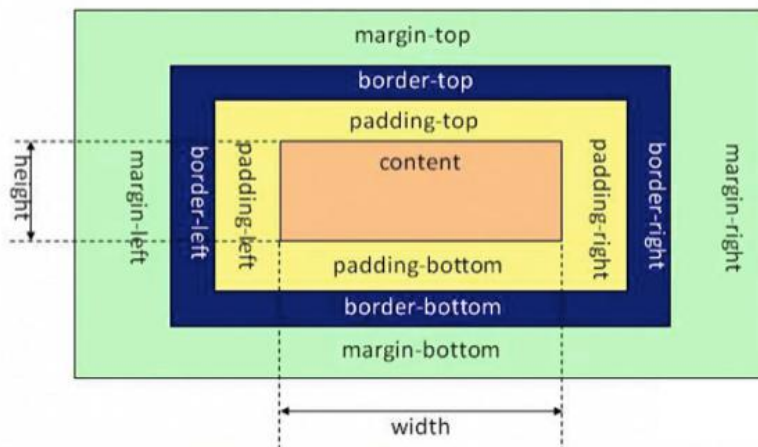 margin-top
border-top
padding-top
content
height
margin-left
border-left
padding-left
padding-right
border-right
margin-right
padding-bottom
border-bottom
margin-bottom
width